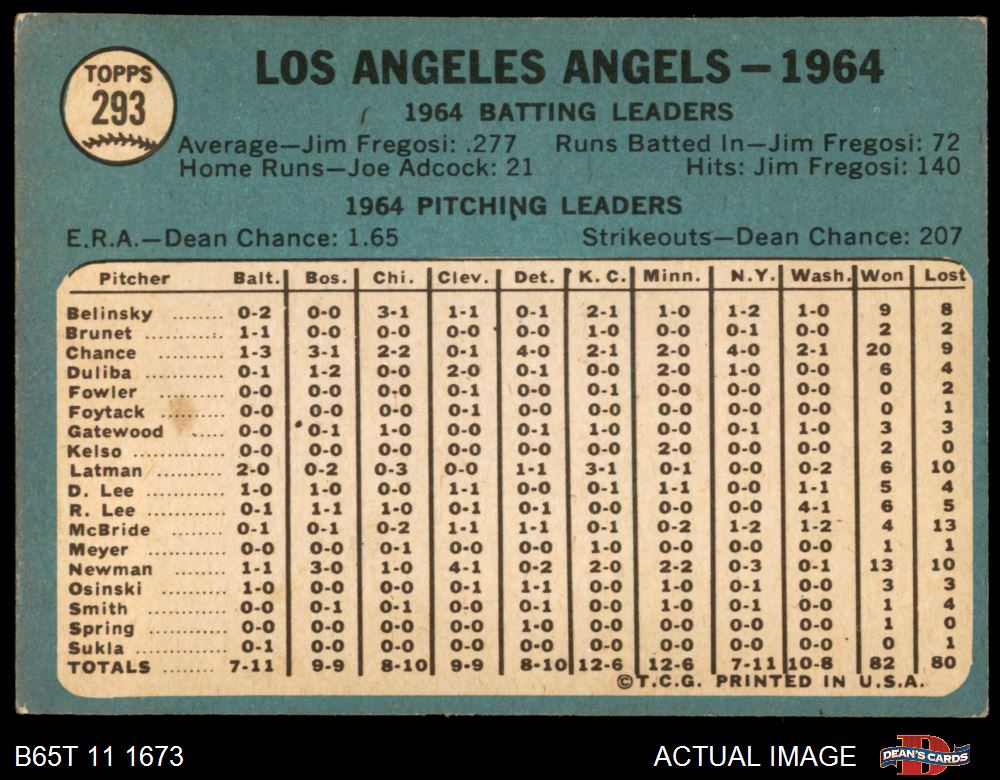 TOPPS
293
LOS ANGELES ANGELS — 1964
1964 BATTING LEADERS
Average—Jim Fregosi: .277 Runs Batted In—Jim Fregosi: 72
Home Runs—Joe Adcock: 21 Hits: Jim Fregosi: 140
1964 PITCHING LEADERS
E.R.A.—Dean Chance: 1.65 Strikeouts—Dean Chance: 207
Pitcher Balt. Bos. Chi. Clev. Det. K. C. Minn. N.Y. Wash. Won Lost
Belinsky ........ 0-2 0-0 3-1 1-1 0-1 2-1 1-0 1-2 1-0 9 8
Brunet ............ 1-1 0-0 0-0 0-0 0-0 1-0 0-0 0-1 0-0 2 2
Chance ........... 1-3 3-1 2-2 0-1 4-0 2-1 2-0 4-0 2-1 20 9
Duliba ............ 0-1 1-2 0-0 2-0 0-1 0-0 2-0 1-0 0-0 6 4
Fowler ........... 0-0 0-0 0-0 0-1 0-0 0-1 0-0 0-0 0-0 0 2
Foytack .......... 0-0 0-0 0-0 0-1 0-0 0-0 0-0 0-0 0-0 0 1
Gatewood ..... 0-0 0-1 1-0 0-0 0-1 1-0 0-0 0-1 1-0 3 3
Kelso .............. 0-0 0-0 0-0 0-0 0-0 0-0 2-0 0-0 0-0 2 0
Latman .......... 2-0 0-2 0-3 0-0 1-1 3-1 0-1 0-0 0-2 6 10
D. Lee ............ 1-0 1-0 0-0 1-1 0-0 0-1 1-1 0-0 1-1 5 4
R. Lee ............ 0-1 1-1 1-0 0-1 0-1 0-0 0-0 0-0 4-1 6 5
McBride ......... 0-1 0-1 0-2 1-1 1-1 0-1 0-2 1-2 1-2 4 13
Meyer ............ 0-0 0-0 0-1 0-0 0-0 1-0 0-0 0-0 0-0 1 1
Newman ........ 1-1 3-0 1-0 4-1 0-2 2-0 2-2 0-3 0-1 13 10
Osinski .......... 1-0 0-0 0-0 0-1 1-1 0-0 1-0 0-1 0-0 3 3
Smith ............. 0-0 0-1 0-1 0-1 0-0 0-0 1-0 0-1 0-0 1 4
Spring ............ 0-0 0-0 0-0 0-0 1-0 0-0 0-0 0-0 0-0 1 0
Sukla .............. 0-1 0-0 0-0 0-0 0-0 0-0 0-0 0-0 0-0 0 1
TOTALS ........ 7-11 9-9 8-10 9-9 8-10 12-6 12-6 7-11 10-8 82 80
©T.C.G. PRINTED IN U.S.A.
B65T 11 1673 ACTUAL IMAGE DEAN'S CARDS